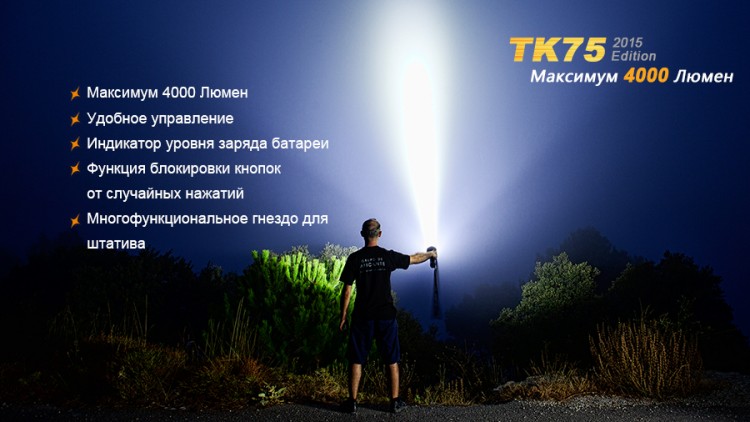 TK75 2015 Edition
Максимум 4000 Люмен
Максимум 4000 Люмен
Удобное управление
Индикатор уровня заряда батареи
Функция блокировки кнопок
от случайных нажатий
Многофункциональное гнездо для
штатива